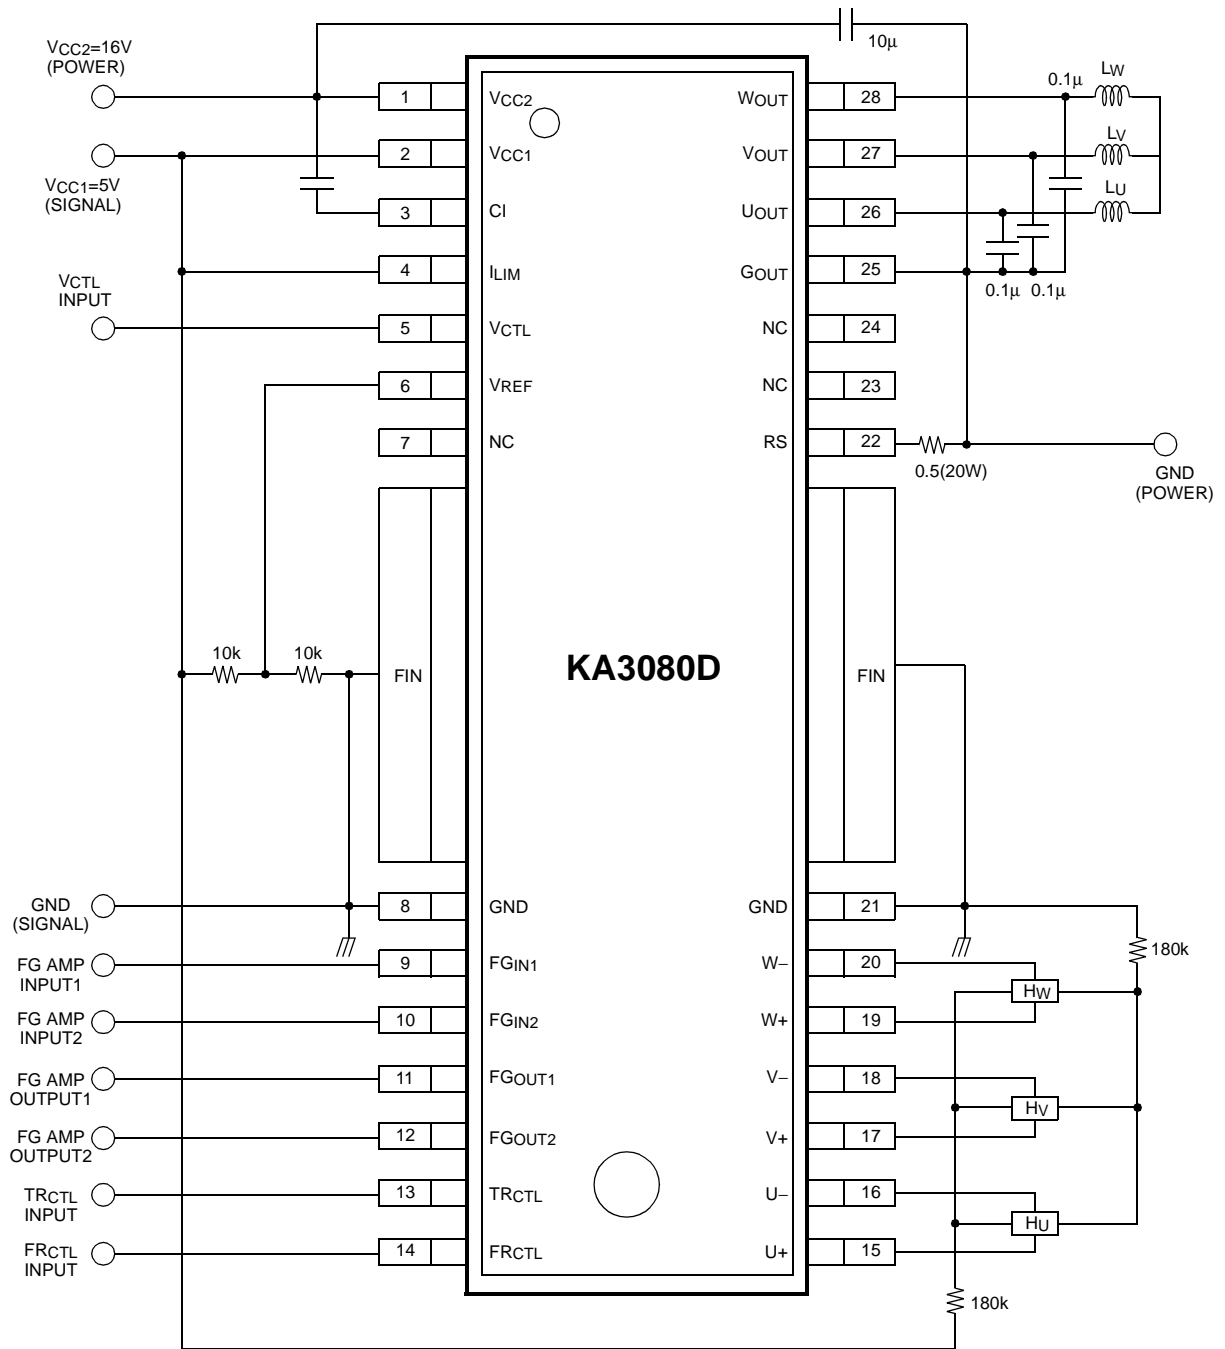 10µ
VCC2=16V
(POWER)
VCC1=5V
(SIGNAL)
VCTL
INPUT
1
VCC2
2
VCC1
3
CI
4
ILIM
5
VCTL
6
VREF
7
NC
WOUT
28
VOUT
27
UOUT
26
GOUT
25
NC
24
NC
23
RS
22
0.1µ
LW
LV
LU
0.1µ
0.1µ
0.5(20W)
GND
(POWER)
10k
10k
FIN
KA3080D
FIN
GND
(SIGNAL)
FG AMP
INPUT1
FG AMP
INPUT2
FG AMP
OUTPUT1
FG AMP
OUTPUT2
TRCTL
INPUT
FRCTL
INPUT
8
GND
9
FGIN1
10
FGIN2
11
FGOUT1
12
FGOUT2
13
TRCTL
14
FRCTL
GND
21
W−
20
W+
19
V−
18
V+
17
U−
16
U+
15
180k
HW
HV
HU
180k